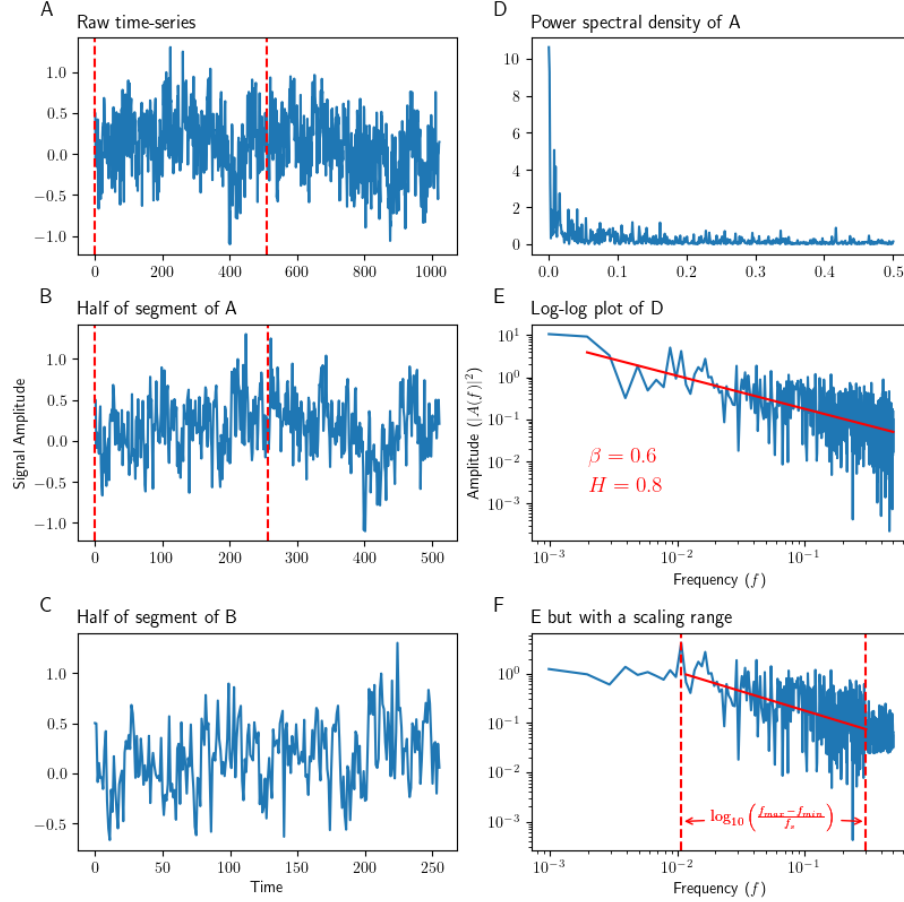 A
Raw time-series
1.0
0.5
0.0
−0.5
−1.0
0 200 400 600 800 1000
B
Half of segment of A
Signal Amplitude
1.0
0.5
0.0
−0.5
−1.0
0 100 200 300 400 500
C
Half of segment of B
1.0
0.5
0.0
−0.5
0 50 100 150 200 250
Time
D
Power spectral density of A
10
8
6
4
2
0
0.0 0.1 0.2 0.3 0.4 0.5
E
Log-log plot of D
Amplitude (|A(f)|²)
10¹
10⁰
10⁻¹
10⁻²
10⁻³
β = 0.6
H = 0.8
10⁻³ 10⁻² 10⁻¹
Frequency (f)
F
E but with a scaling range
10⁰
10⁻¹
10⁻²
10⁻³
log₁₀ (f_max − f_min / f_s)
10⁻³ 10⁻² 10⁻¹
Frequency (f)